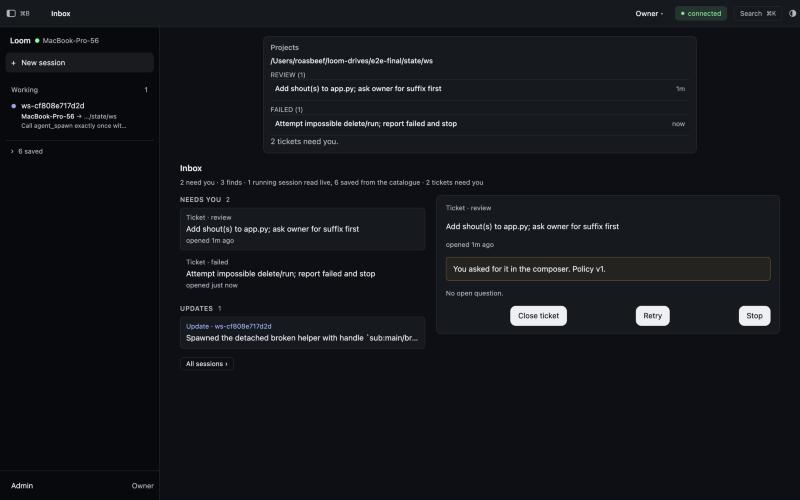 ⌘B Inbox Owner connected Search ⌘K
Loom MacBook-Pro-56
+ New session
Working 1
ws-cf808e717d2d
MacBook-Pro-56 → …/state/ws
Call agent_spawn exactly once wit…
› 6 saved
Admin Owner
Projects
/Users/roasbeef/loom-drives/e2e-final/state/ws
REVIEW (1)
Add shout(s) to app.py; ask owner for suffix first 1m
FAILED (1)
Attempt impossible delete/run; report failed and stop now
2 tickets need you.
Inbox
2 need you · 3 finds · 1 running session read live, 6 saved from the catalogue · 2 tickets need you
NEEDS YOU 2
Ticket · review
Add shout(s) to app.py; ask owner for suffix first
opened 1m ago
Ticket · failed
Attempt impossible delete/run; report failed and stop
opened just now
UPDATES 1
Update · ws-cf808e717d2d
Spawned the detached broken helper with handle `sub:main/br…
All sessions ›
Ticket · review
Add shout(s) to app.py; ask owner for suffix first
opened 1m ago
You asked for it in the composer. Policy v1.
No open question.
Close ticket Retry Stop